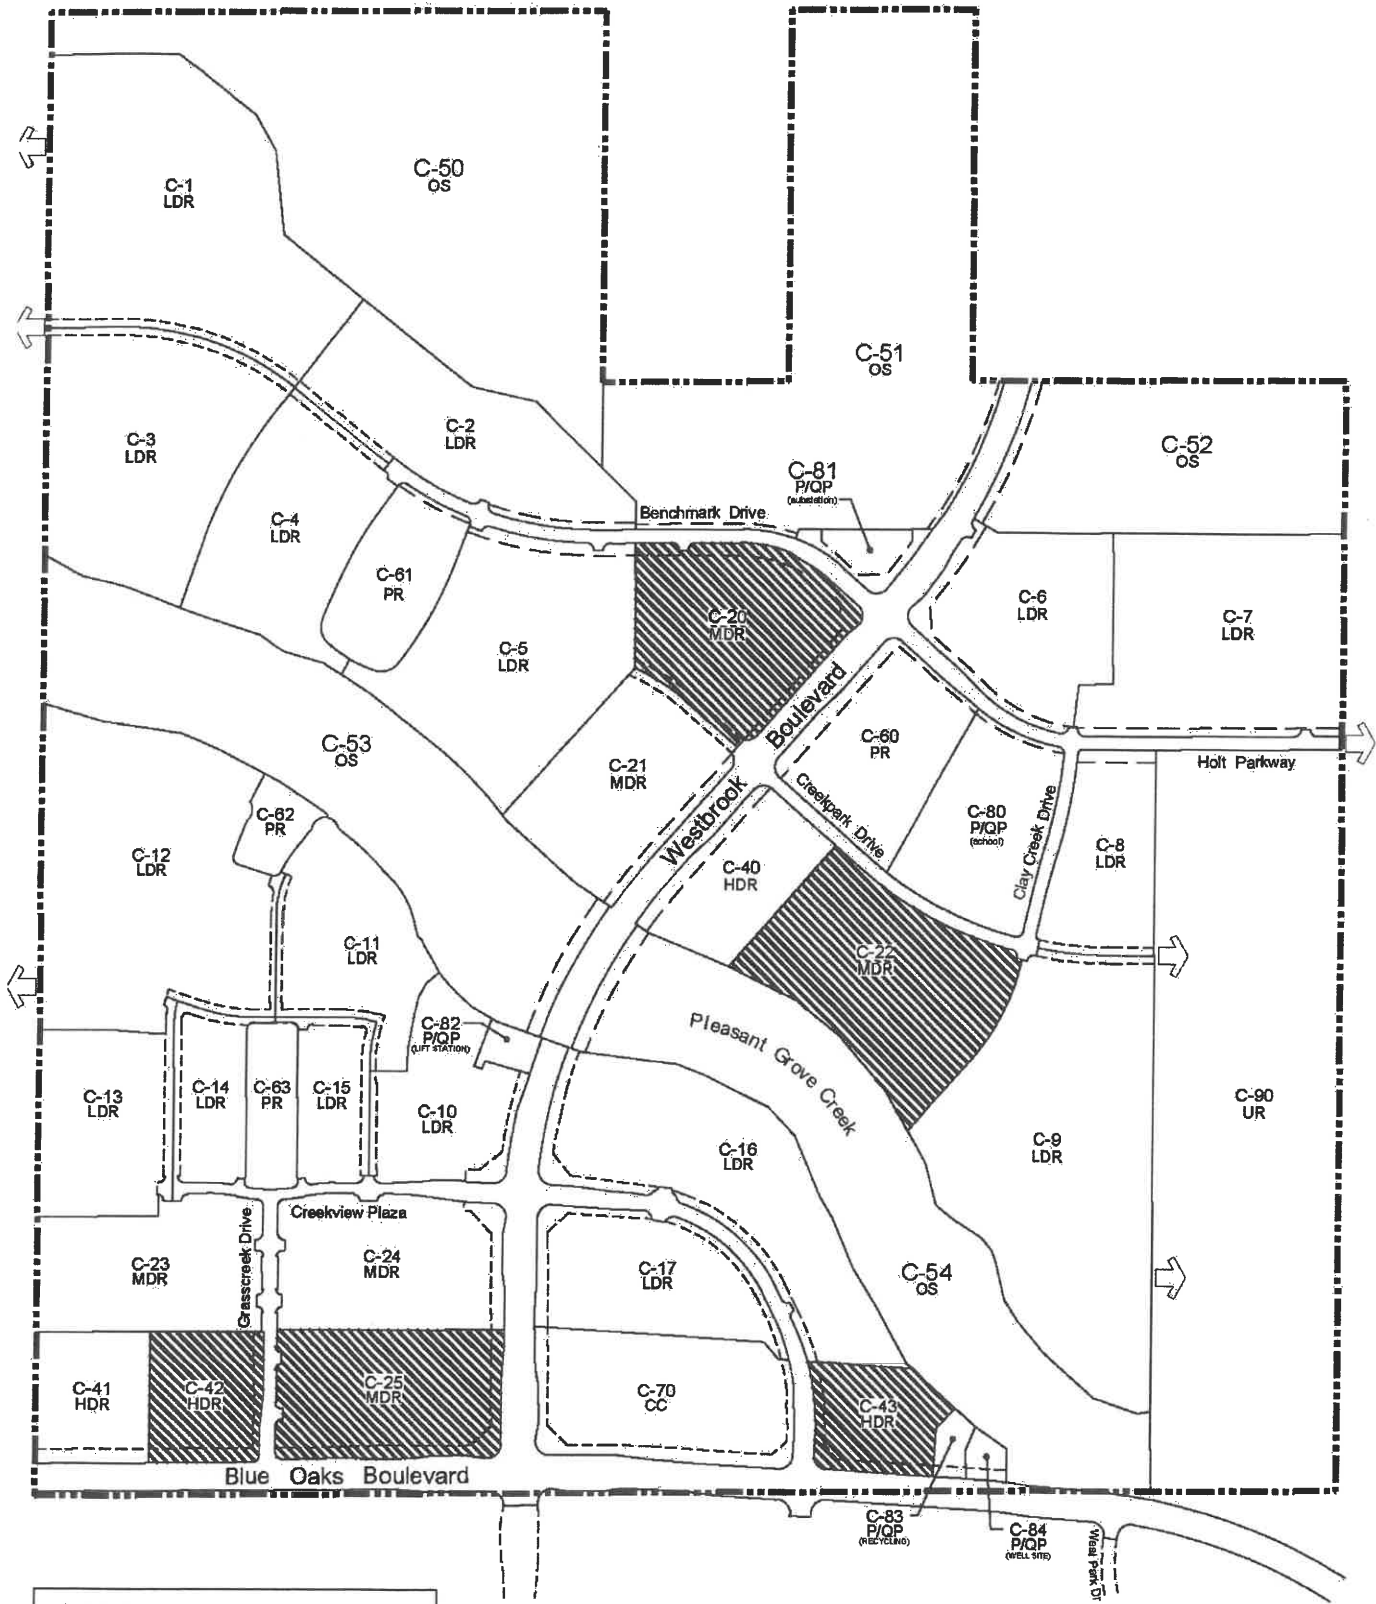 C-50
OS
C-1
LDR
C-51
OS
C-2
LDR
C-3
LDR
C-52
OS
C-81
P/QP
(substation)
Benchmark Drive
C-4
LDR
C-61
PR
C-20
MDR
C-6
LDR
C-7
LDR
C-5
LDR
Westbrook Boulevard
C-53
OS
C-60
PR
C-21
MDR
Holt Parkway
Creekpark Drive
C-62
PR
C-80
P/QP
(school)
Clay Creek Drive
C-12
LDR
C-8
LDR
C-40
HDR
C-11
LDR
C-22
MDR
C-82
P/QP
(LIFT STATION)
Pleasant Grove Creek
C-13
LDR
C-14
LDR
C-63
PR
C-15
LDR
C-10
LDR
C-90
UR
C-9
LDR
C-16
LDR
Creekview Plaza
Grasscreek Drive
C-23
MDR
C-24
MDR
C-17
LDR
C-54
OS
C-41
HDR
C-42
HDR
C-25
MDR
C-70
CC
C-43
HDR
Blue Oaks Boulevard
C-83
P/QP
(RECYCLING)
C-84
P/QP
(WELL SITE)
West Park Dr